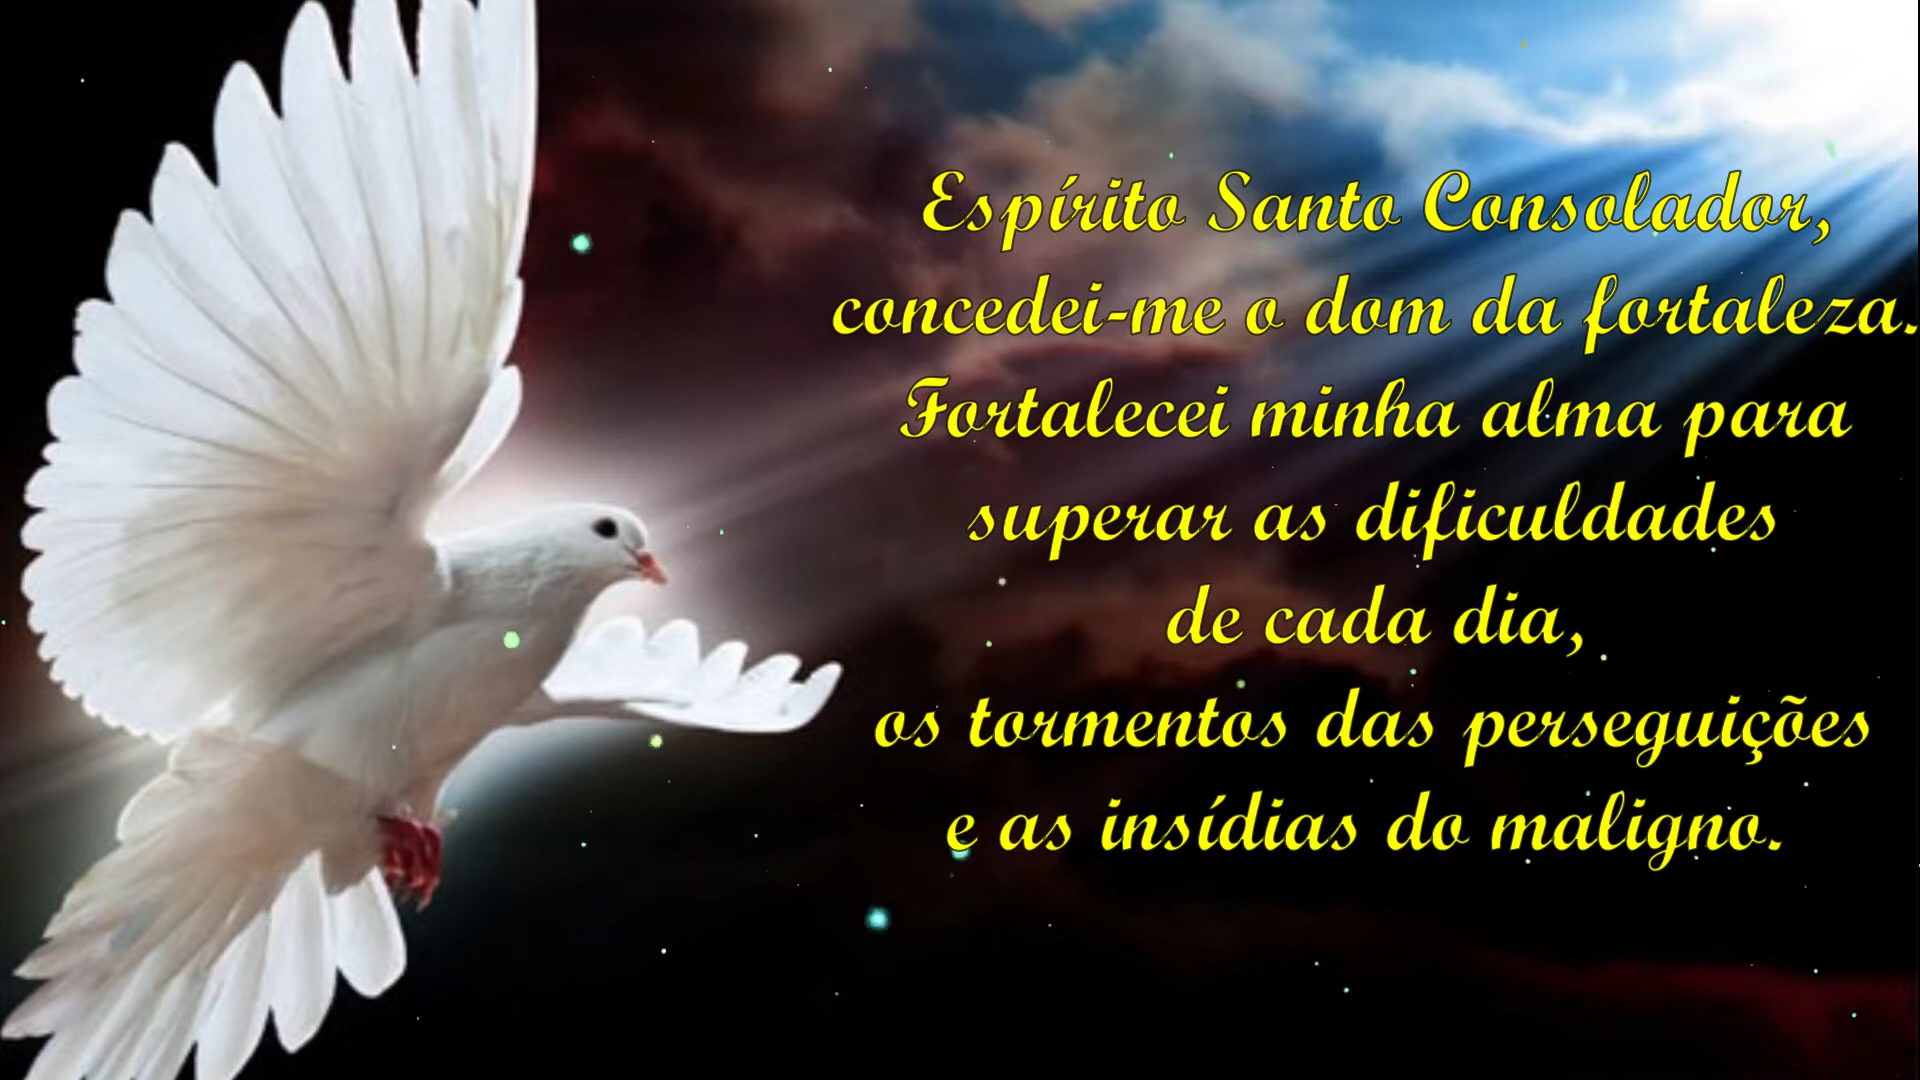 Espírito Santo Consolador,
concedei-me o dom da fortaleza.
Fortalecei minha alma para
superar as dificuldades
de cada dia,
os tormentos das perseguições
e as insídias do maligno.